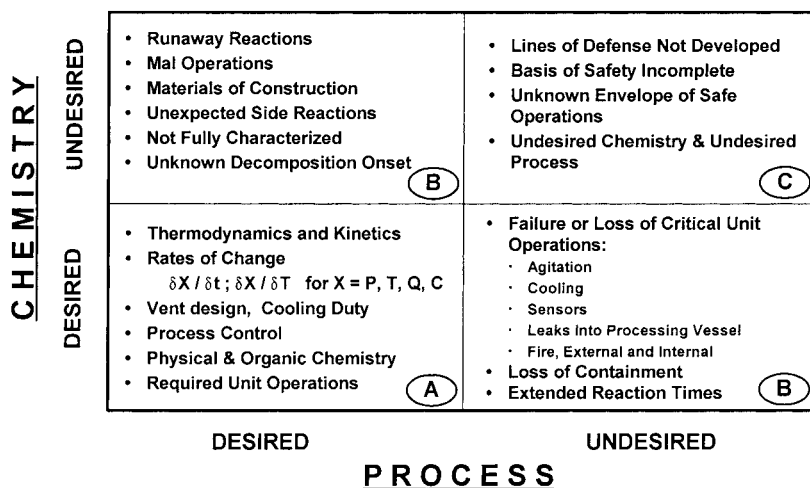 CHEMISTRY
UNDESIRED
• Runaway Reactions
• Mal Operations
• Materials of Construction
• Unexpected Side Reactions
• Not Fully Characterized
• Unknown Decomposition Onset
B
• Lines of Defense Not Developed
• Basis of Safety Incomplete
• Unknown Envelope of Safe
Operations
• Undesired Chemistry & Undesired
Process
C
DESIRED
• Thermodynamics and Kinetics
• Rates of Change
δX / δt ; δX / δT for X = P, T, Q, C
• Vent design, Cooling Duty
• Process Control
• Physical & Organic Chemistry
• Required Unit Operations
A
• Failure or Loss of Critical Unit
Operations:
· Agitation
· Cooling
· Sensors
· Leaks Into Processing Vessel
· Fire, External and Internal
• Loss of Containment
• Extended Reaction Times
B
DESIRED
UNDESIRED
PROCESS